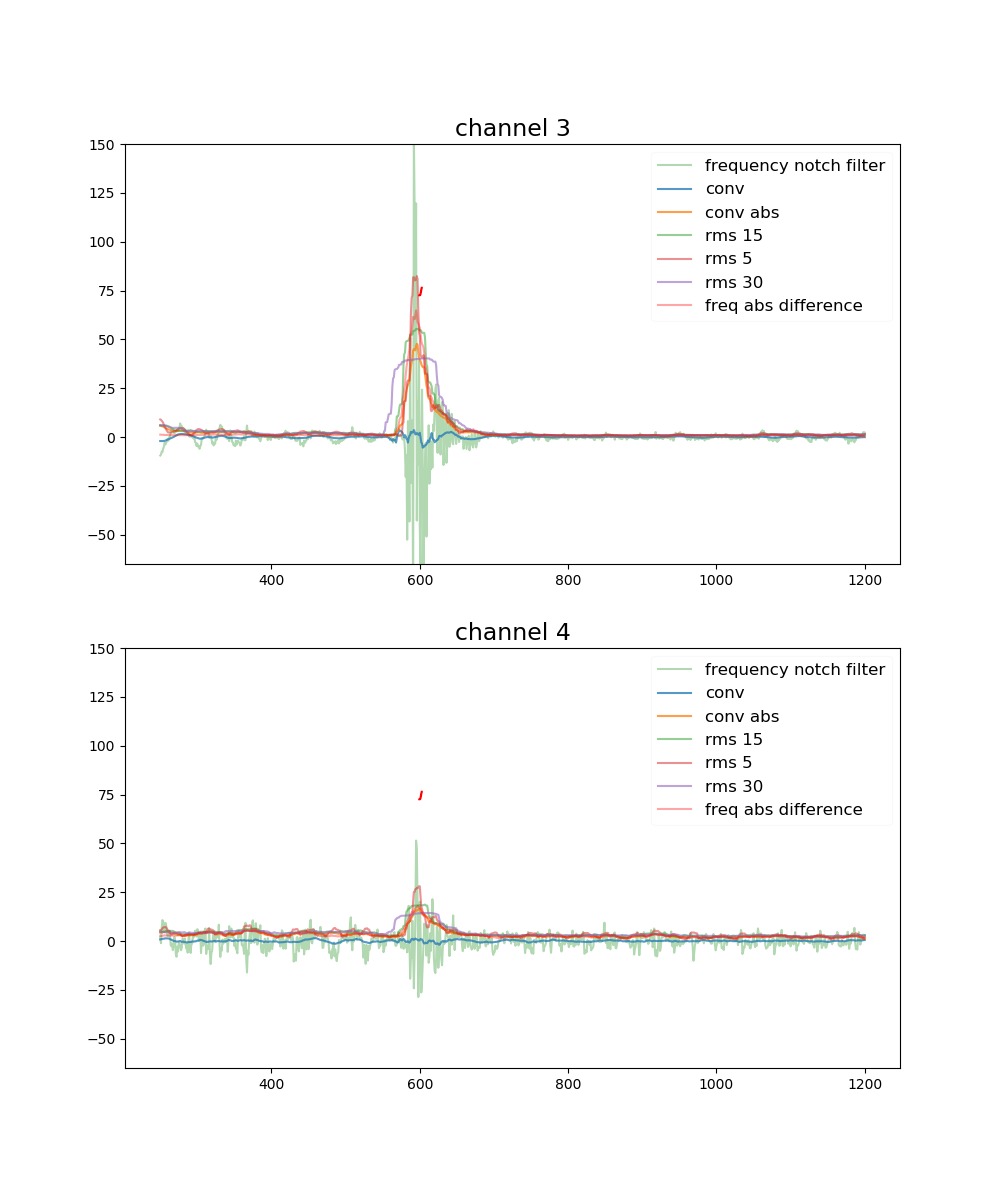 channel 3
150
125
100
75
50
25
0
−25
−50
400 600 800 1000 1200
frequency notch filter
conv
conv abs
rms 15
rms 5
rms 30
freq abs difference
J
channel 4
150
125
100
75
50
25
0
−25
−50
400 600 800 1000 1200
frequency notch filter
conv
conv abs
rms 15
rms 5
rms 30
freq abs difference
J